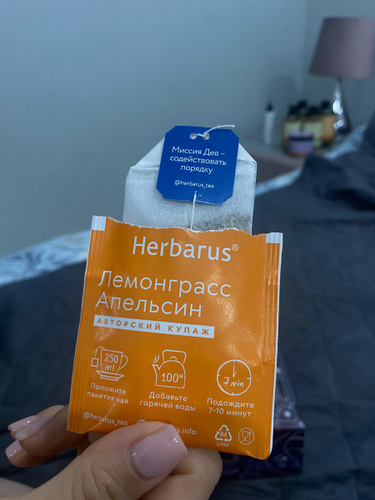 Миссия Дев –
содействовать
порядку
@herbarus_tea
Herbarus®
Лемонграсс
Апельсин
АВТОРСКИЙ КУПАЖ
250 ml
100°
7 min
Положите
пакетик чая
Добавьте
горячей воды
Подождите
7-10 минут
@herbarus_tea
s.info